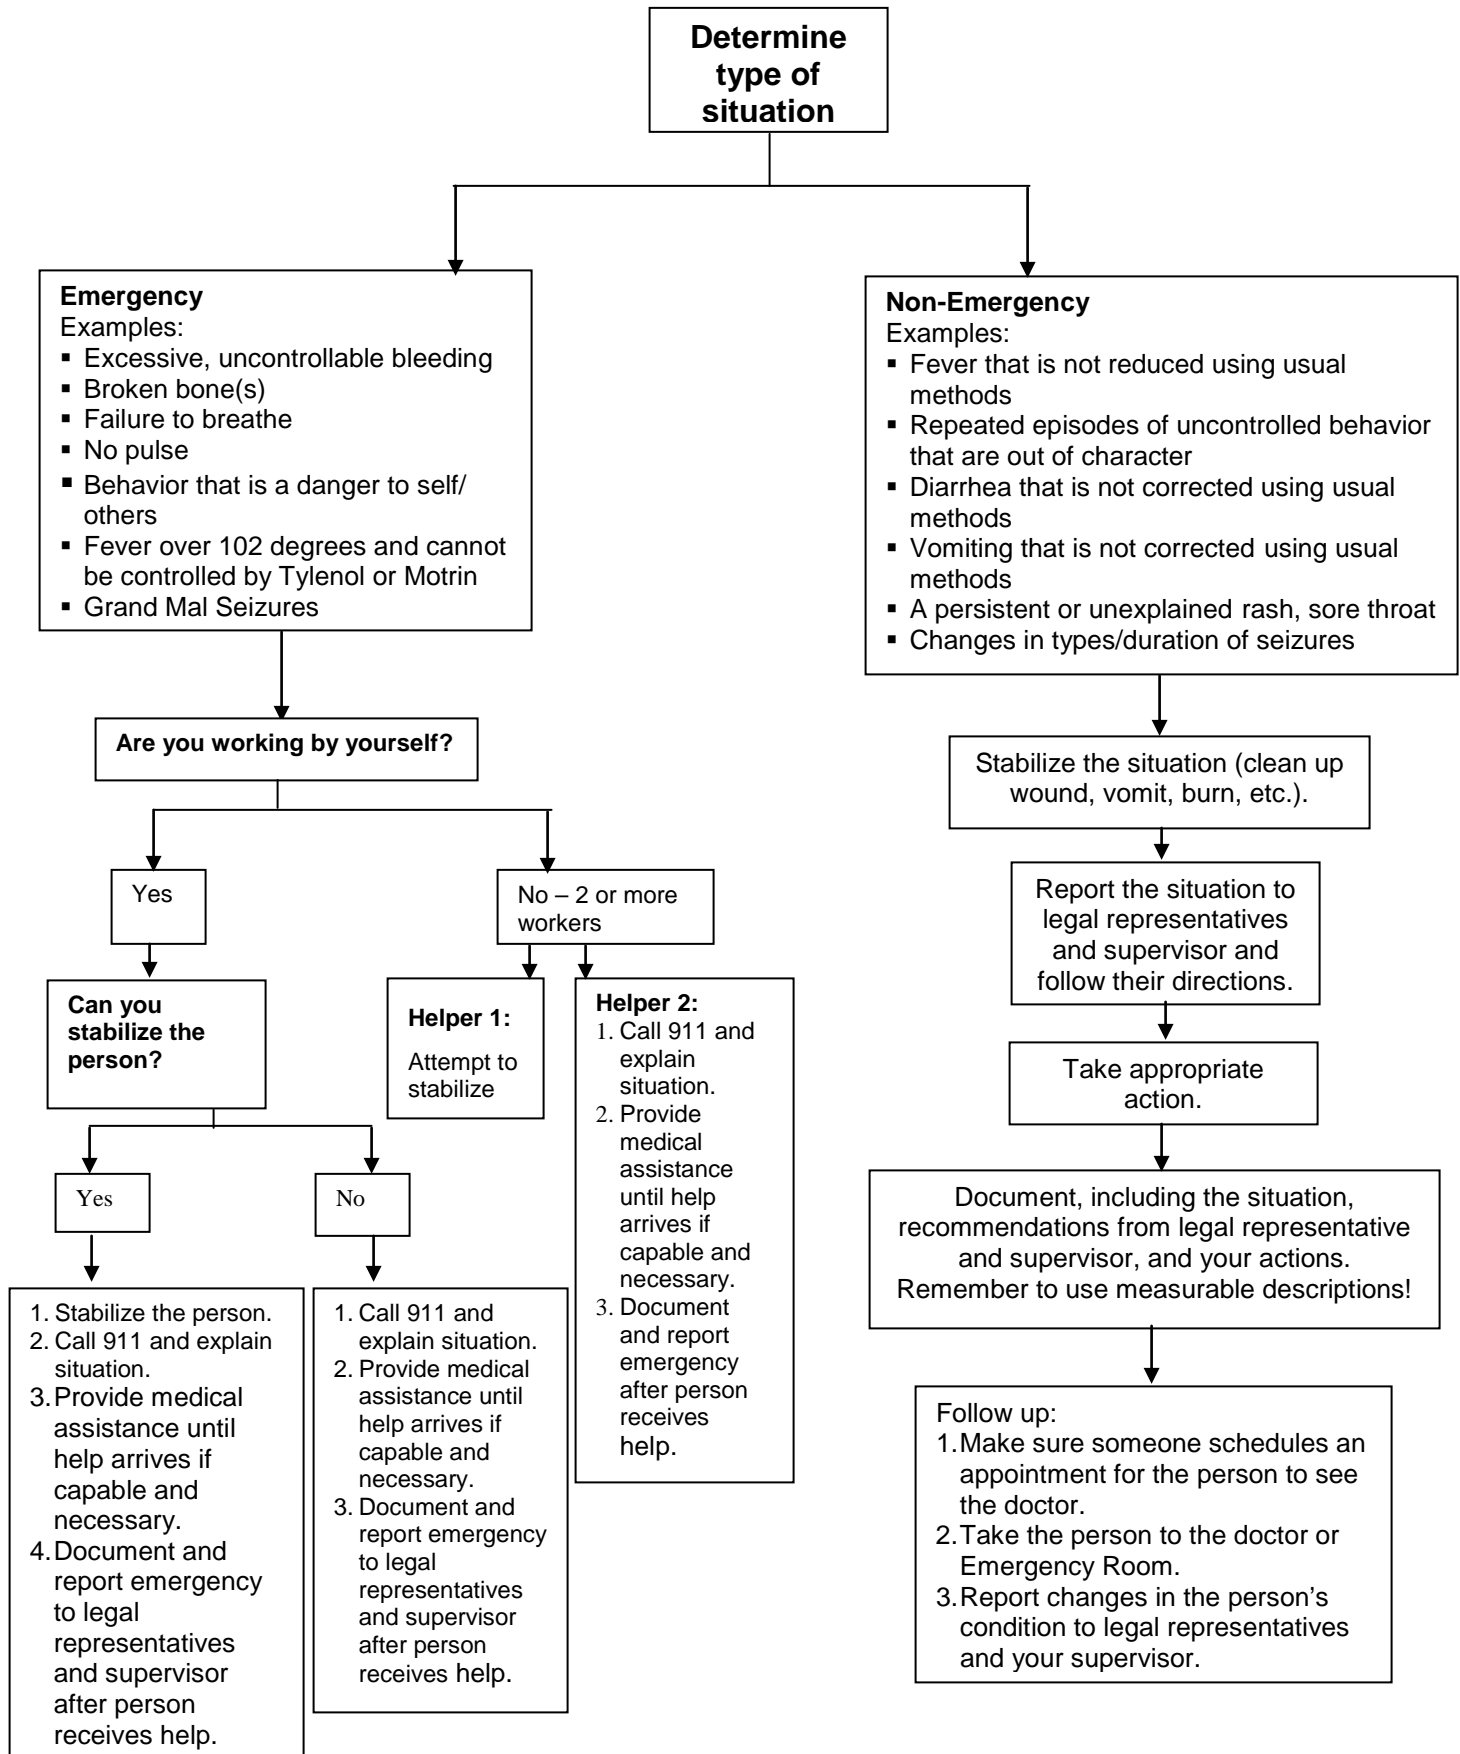 Determine
type of
situation
Emergency
Examples:
▪ Excessive, uncontrollable bleeding
▪ Broken bone(s)
▪ Failure to breathe
▪ No pulse
▪ Behavior that is a danger to self/
others
▪ Fever over 102 degrees and cannot
be controlled by Tylenol or Motrin
▪ Grand Mal Seizures
Non-Emergency
Examples:
▪ Fever that is not reduced using usual
methods
▪ Repeated episodes of uncontrolled behavior
that are out of character
▪ Diarrhea that is not corrected using usual
methods
▪ Vomiting that is not corrected using usual
methods
▪ A persistent or unexplained rash, sore throat
▪ Changes in types/duration of seizures
Are you working by yourself?
Yes
No – 2 or more
workers
Can you
stabilize the
person?
Helper 1:
Attempt to
stabilize
Helper 2:
1. Call 911 and
explain
situation.
2. Provide
medical
assistance
until help
arrives if
capable and
necessary.
3. Document
and report
emergency
after person
receives
help.
Yes
No
1. Stabilize the person.
2. Call 911 and explain
situation.
3. Provide medical
assistance until
help arrives if
capable and
necessary.
4. Document and
report emergency
to legal
representatives
and supervisor
after person
receives help.
1. Call 911 and
explain situation.
2. Provide medical
assistance until
help arrives if
capable and
necessary.
3. Document and
report emergency
to legal
representatives
and supervisor
after person
receives help.
Stabilize the situation (clean up
wound, vomit, burn, etc.).
Report the situation to
legal representatives
and supervisor and
follow their directions.
Take appropriate
action.
Document, including the situation,
recommendations from legal representative
and supervisor, and your actions.
Remember to use measurable descriptions!
Follow up:
1. Make sure someone schedules an
appointment for the person to see
the doctor.
2. Take the person to the doctor or
Emergency Room.
3. Report changes in the person's
condition to legal representatives
and your supervisor.